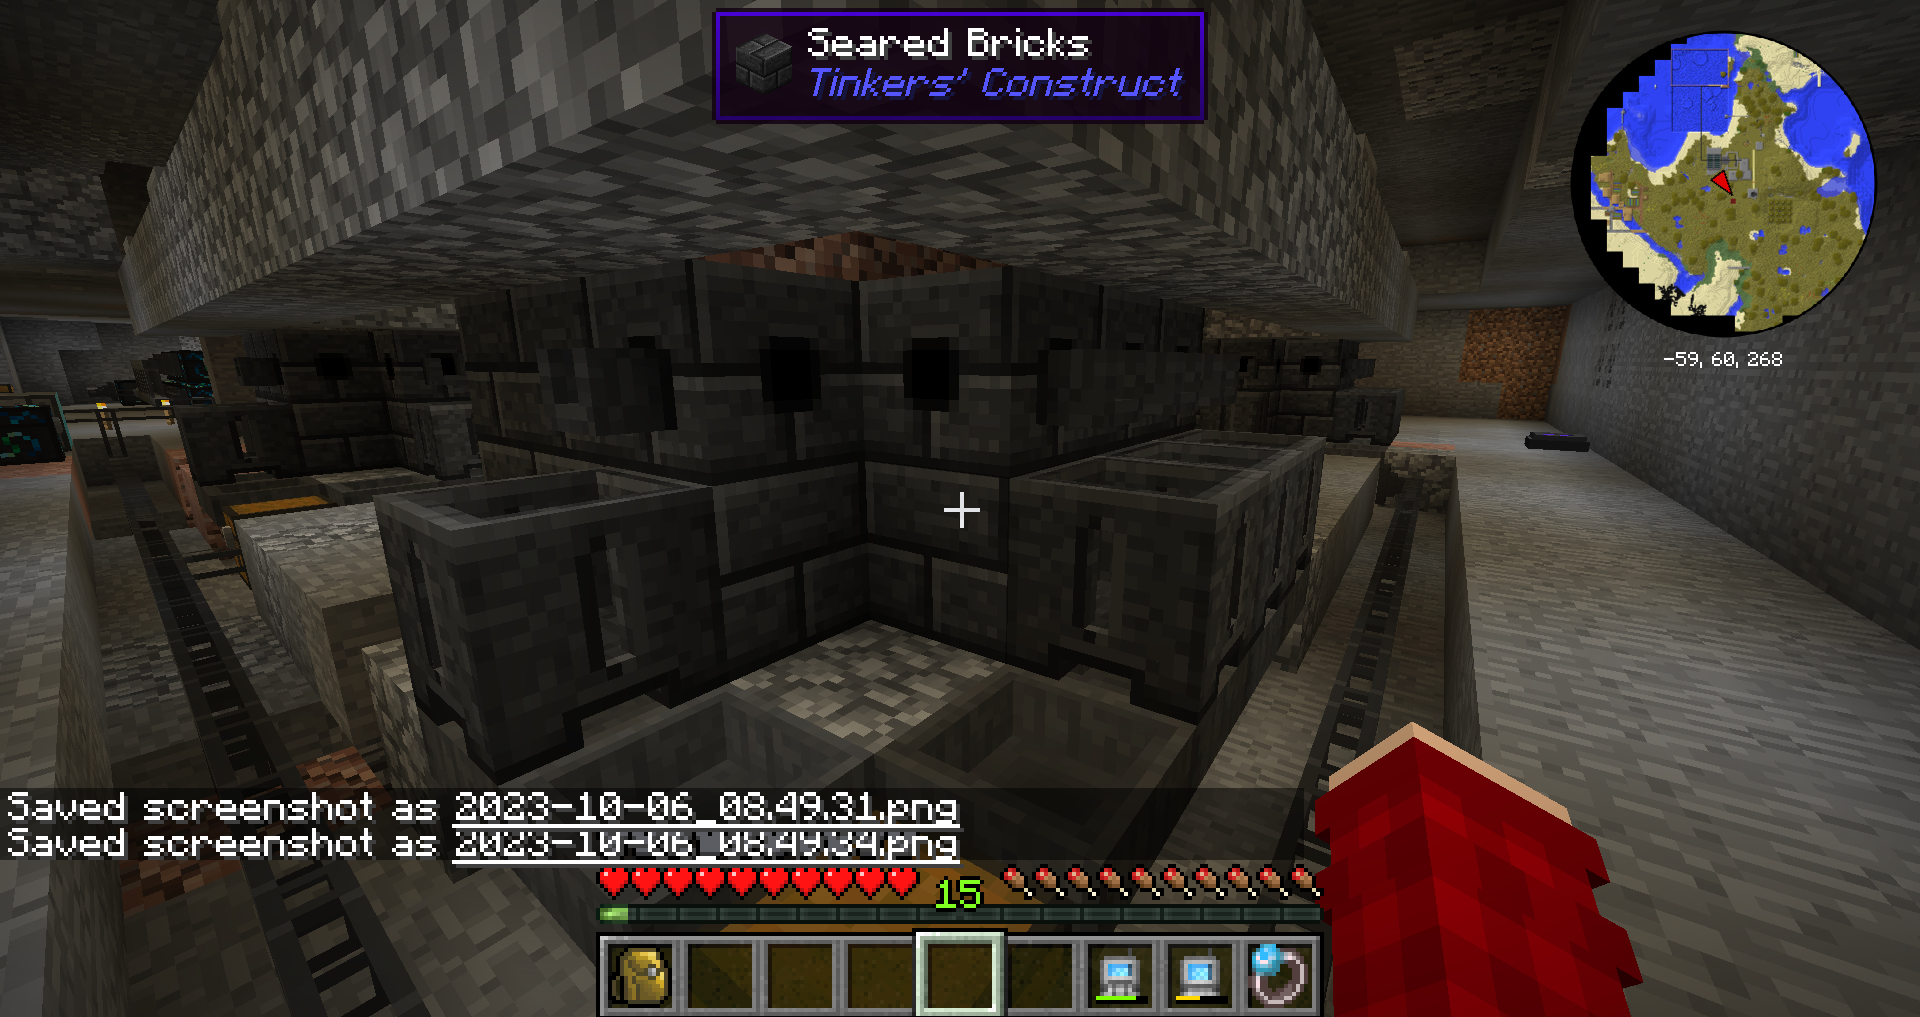 Seared Bricks
Tinkers' Construct
-59, 60, 268
Saved screenshot as 2023-10-06_08.49.31.png
Saved screenshot as 2023-10-06_08.49.34.png
15